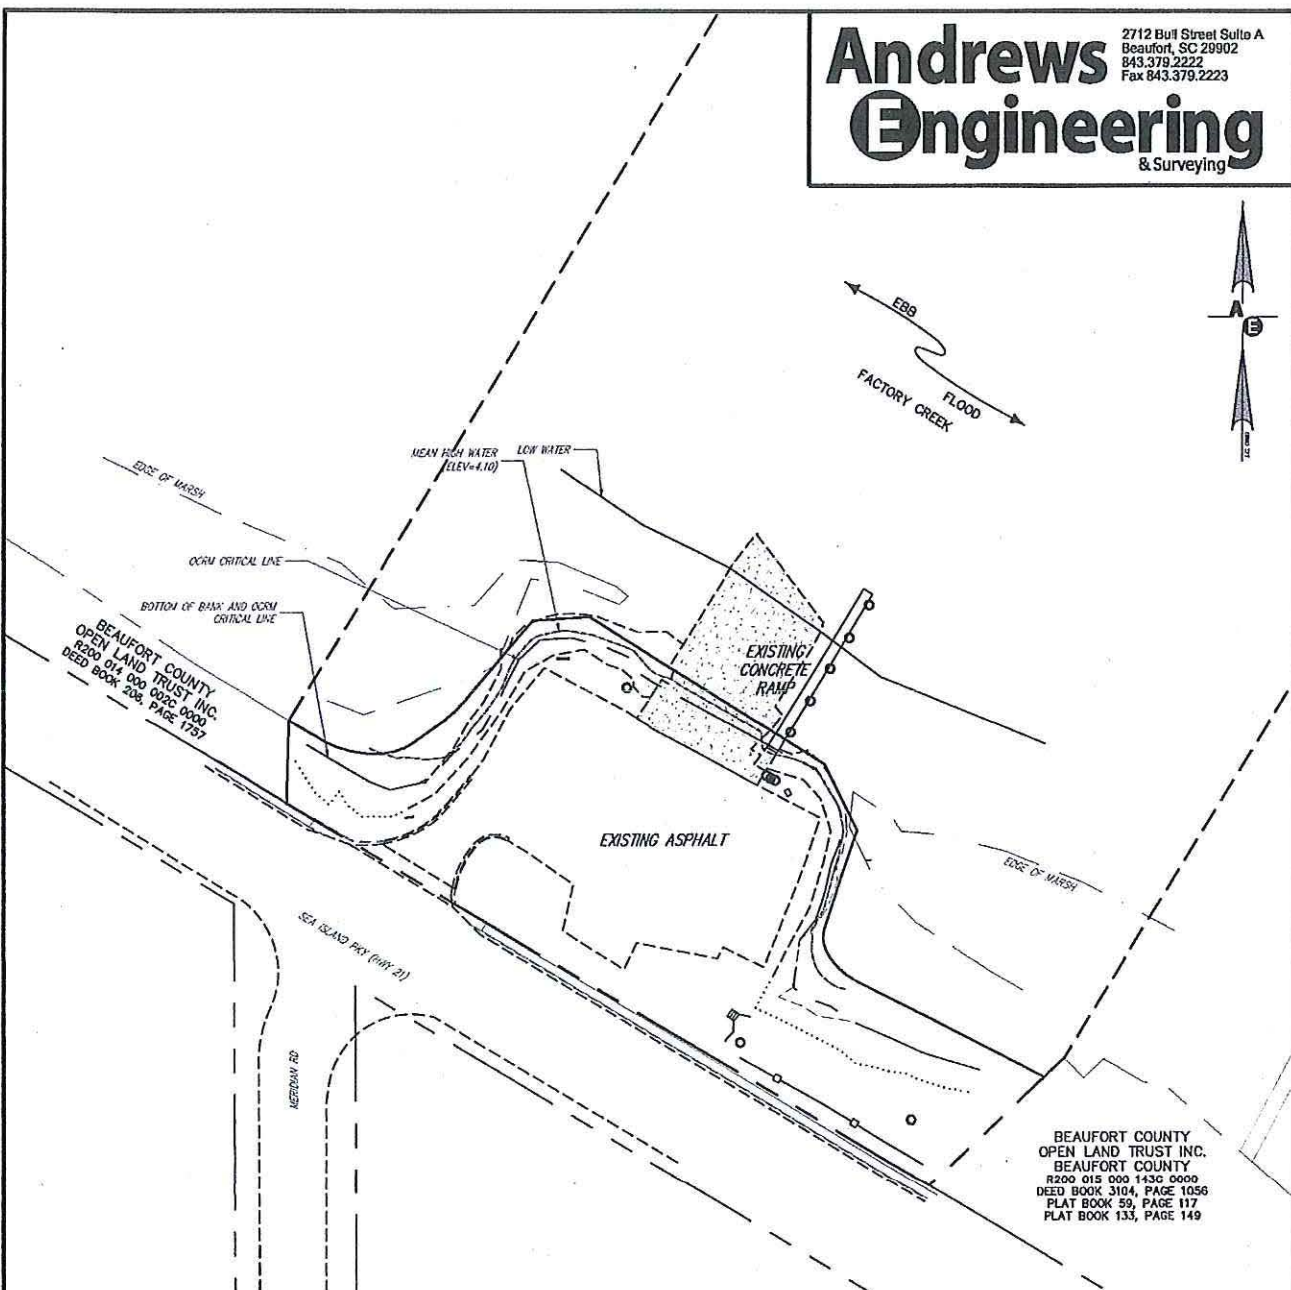 Andrews
Engineering
& Surveying
2712 Bull Street Suite A
Beaufort, SC 29902
843.379.2222
Fax 843.379.2223
A
E
EBB
FLOOD
FACTORY CREEK
MEAN HIGH WATER
(ELEV=4.10)
LOW WATER
EDGE OF MARSH
OCRM CRITICAL LINE
BOTTOM OF BANK AND OCRM
CRITICAL LINE
BEAUFORT COUNTY
OPEN LAND TRUST INC.
R200 014 000 002C 0000
DEED BOOK 208, PAGE 1757
EXISTING
CONCRETE
RAMP
EXISTING ASPHALT
EDGE OF MARSH
SEA ISLAND PKY (HWY 21)
MERIDIAN RD
BEAUFORT COUNTY
OPEN LAND TRUST INC.
BEAUFORT COUNTY
R200 015 000 143C 0000
DEED BOOK 3104, PAGE 1056
PLAT BOOK 59, PAGE 117
PLAT BOOK 133, PAGE 149